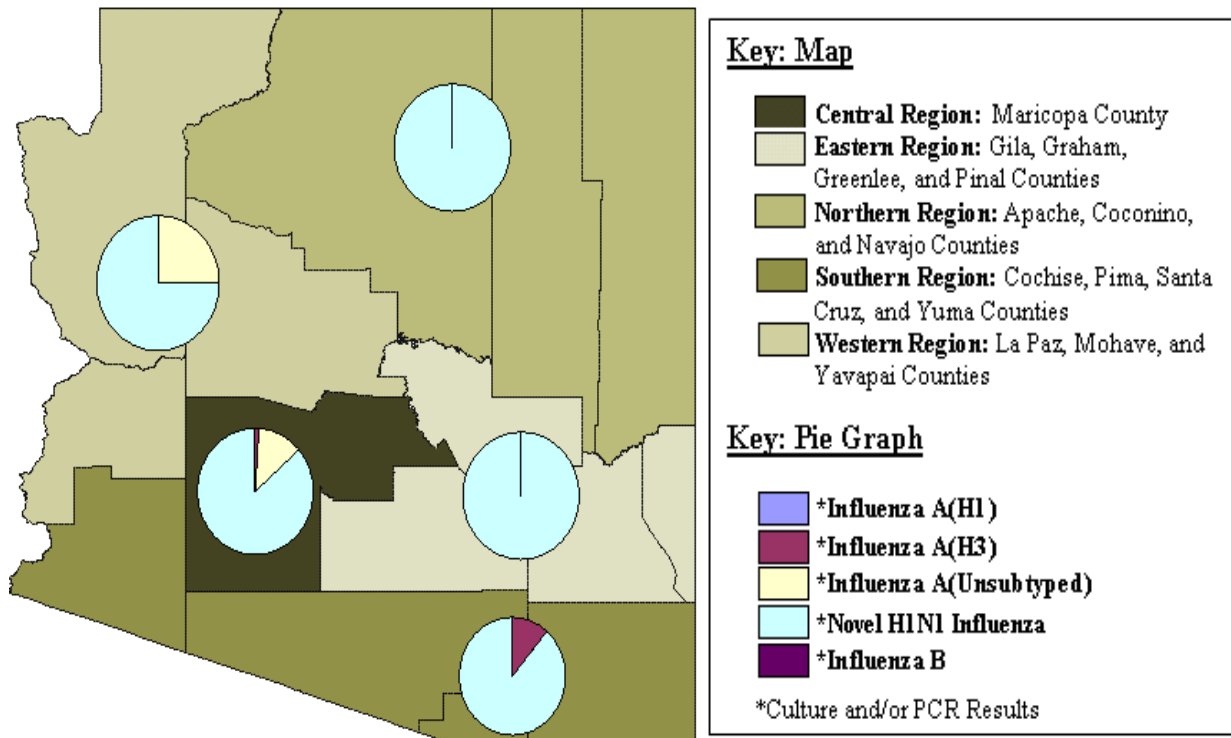 Key: Map
Central Region: Maricopa County
Eastern Region: Gila, Graham,
Greenlee, and Pinal Counties
Northern Region: Apache, Coconino,
and Navajo Counties
Southern Region: Cochise, Pima, Santa
Cruz, and Yuma Counties
Western Region: La Paz, Mohave, and
Yavapai Counties
Key: Pie Graph
*Influenza A(H1)
*Influenza A(H3)
*Influenza A(Unsubtyped)
*Novel H1N1 Influenza
*Influenza B
*Culture and/or PCR Results